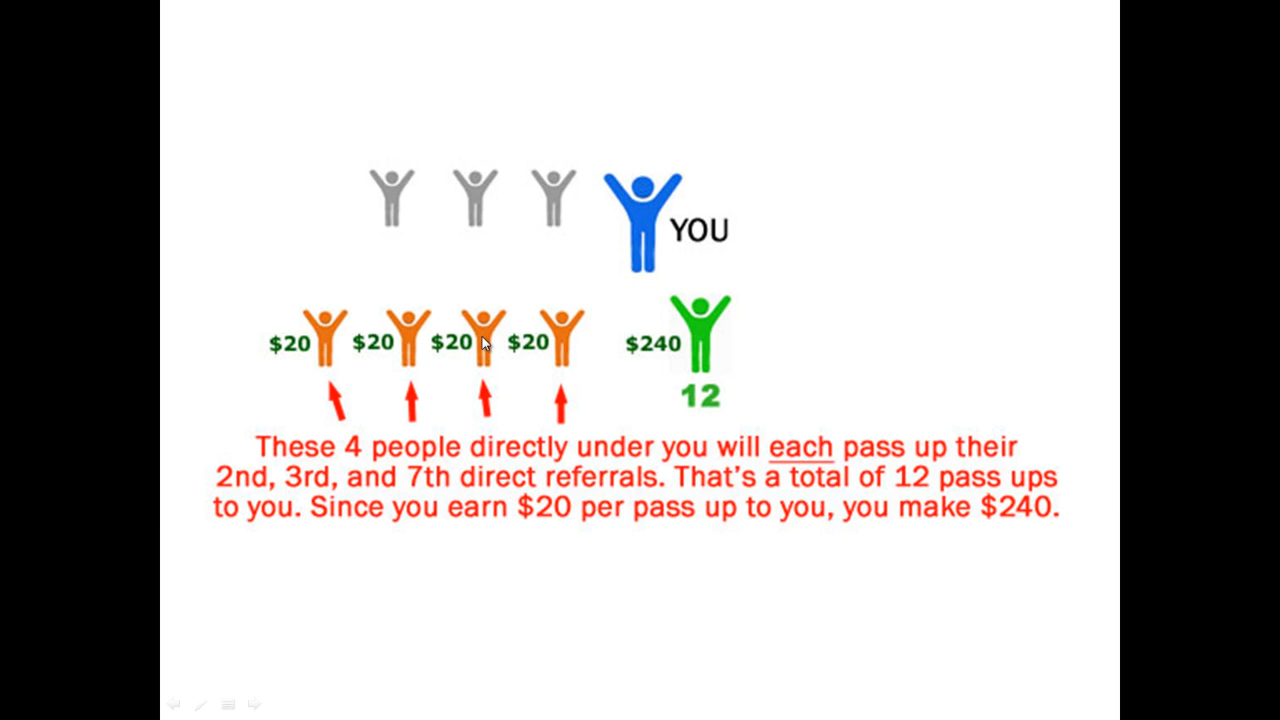 YOU
$20 $20 $20 $20 $240
12
These 4 people directly under you will each pass up their
2nd, 3rd, and 7th direct referrals. That's a total of 12 pass ups
to you. Since you earn $20 per pass up to you, you make $240.